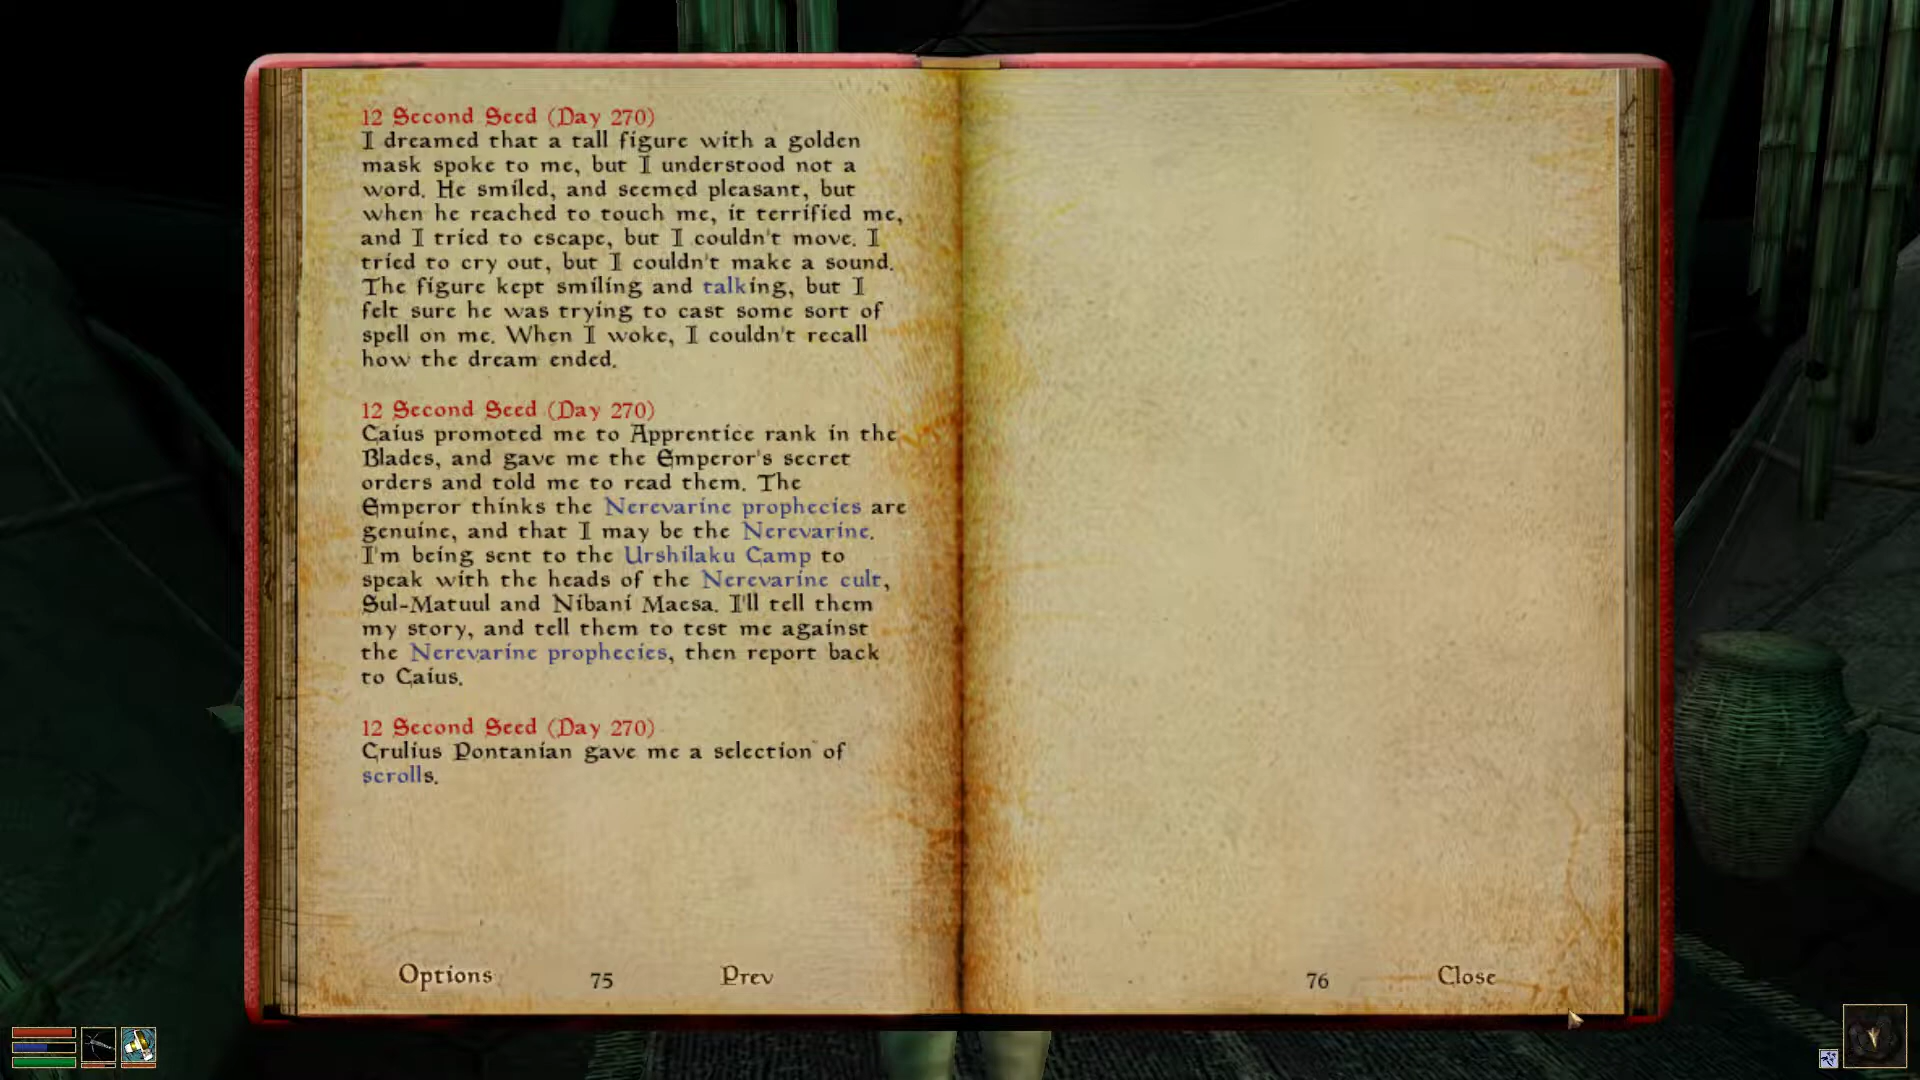 12 Second Seed (Day 270)
I dreamed that a tall figure with a golden
mask spoke to me, but I understood not a
word. He smiled, and seemed pleasant, but
when he reached to touch me, it terrified me,
and I tried to escape, but I couldn't move. I
tried to cry out, but I couldn't make a sound.
The figure kept smiling and talking, but I
felt sure he was trying to cast some sort of
spell on me. When I woke, I couldn't recall
how the dream ended.
12 Second Seed (Day 270)
Caius promoted me to Apprentice rank in the
Blades, and gave me the Emperor's secret
orders and told me to read them. The
Emperor thinks the Nerevarine prophecies are
genuine, and that I may be the Nerevarine.
I'm being sent to the Urshilaku Camp to
speak with the heads of the Nerevarine cult,
Sul-Matuul and Nibani Maesa. I'll tell them
my story, and tell them to test me against
the Nerevarine prophecies, then report back
to Caius.
12 Second Seed (Day 270)
Crulius Pontanian gave me a selection of
scrolls.
Options 75 Prev
76 Close